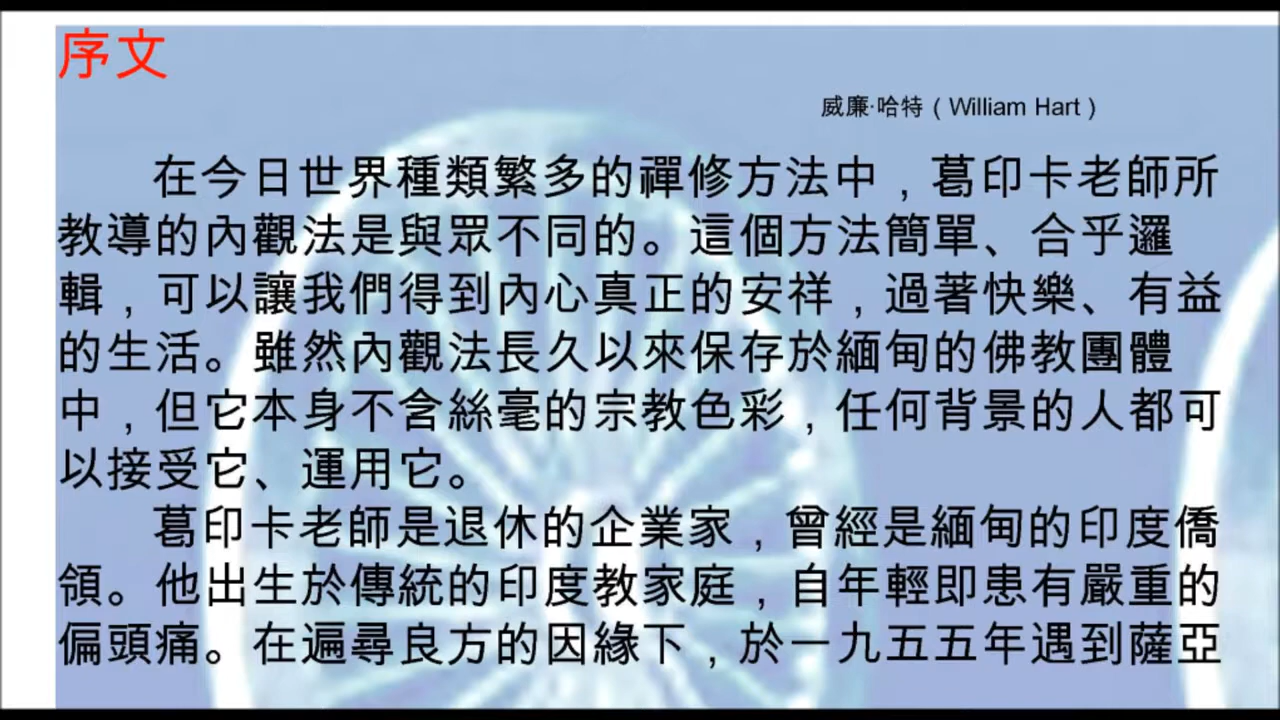 序文
威廉·哈特（William Hart）
在今日世界種類繁多的禪修方法中，葛印卡老師所
教導的內觀法是與眾不同的。這個方法簡單、合乎邏
輯，可以讓我們得到內心真正的安祥，過著快樂、有益
的生活。雖然內觀法長久以來保存於緬甸的佛教團體
中，但它本身不含絲毫的宗教色彩，任何背景的人都可
以接受它、運用它。
葛印卡老師是退休的企業家，曾經是緬甸的印度僑
領。他出生於傳統的印度教家庭，自年輕即患有嚴重的
偏頭痛。在遍尋良方的因緣下，於一九五五年遇到薩亞